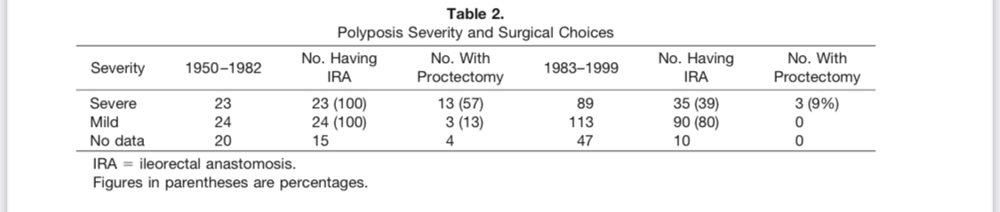 Table 2.
Polyposis Severity and Surgical Choices
Severity 1950–1982 No. Having IRA No. With Proctectomy 1983–1999 No. Having IRA No. With Proctectomy
Severe 23 23 (100) 13 (57) 89 35 (39) 3 (9%)
Mild 24 24 (100) 3 (13) 113 90 (80) 0
No data 20 15 4 47 10 0
IRA = ileorectal anastomosis.
Figures in parentheses are percentages.